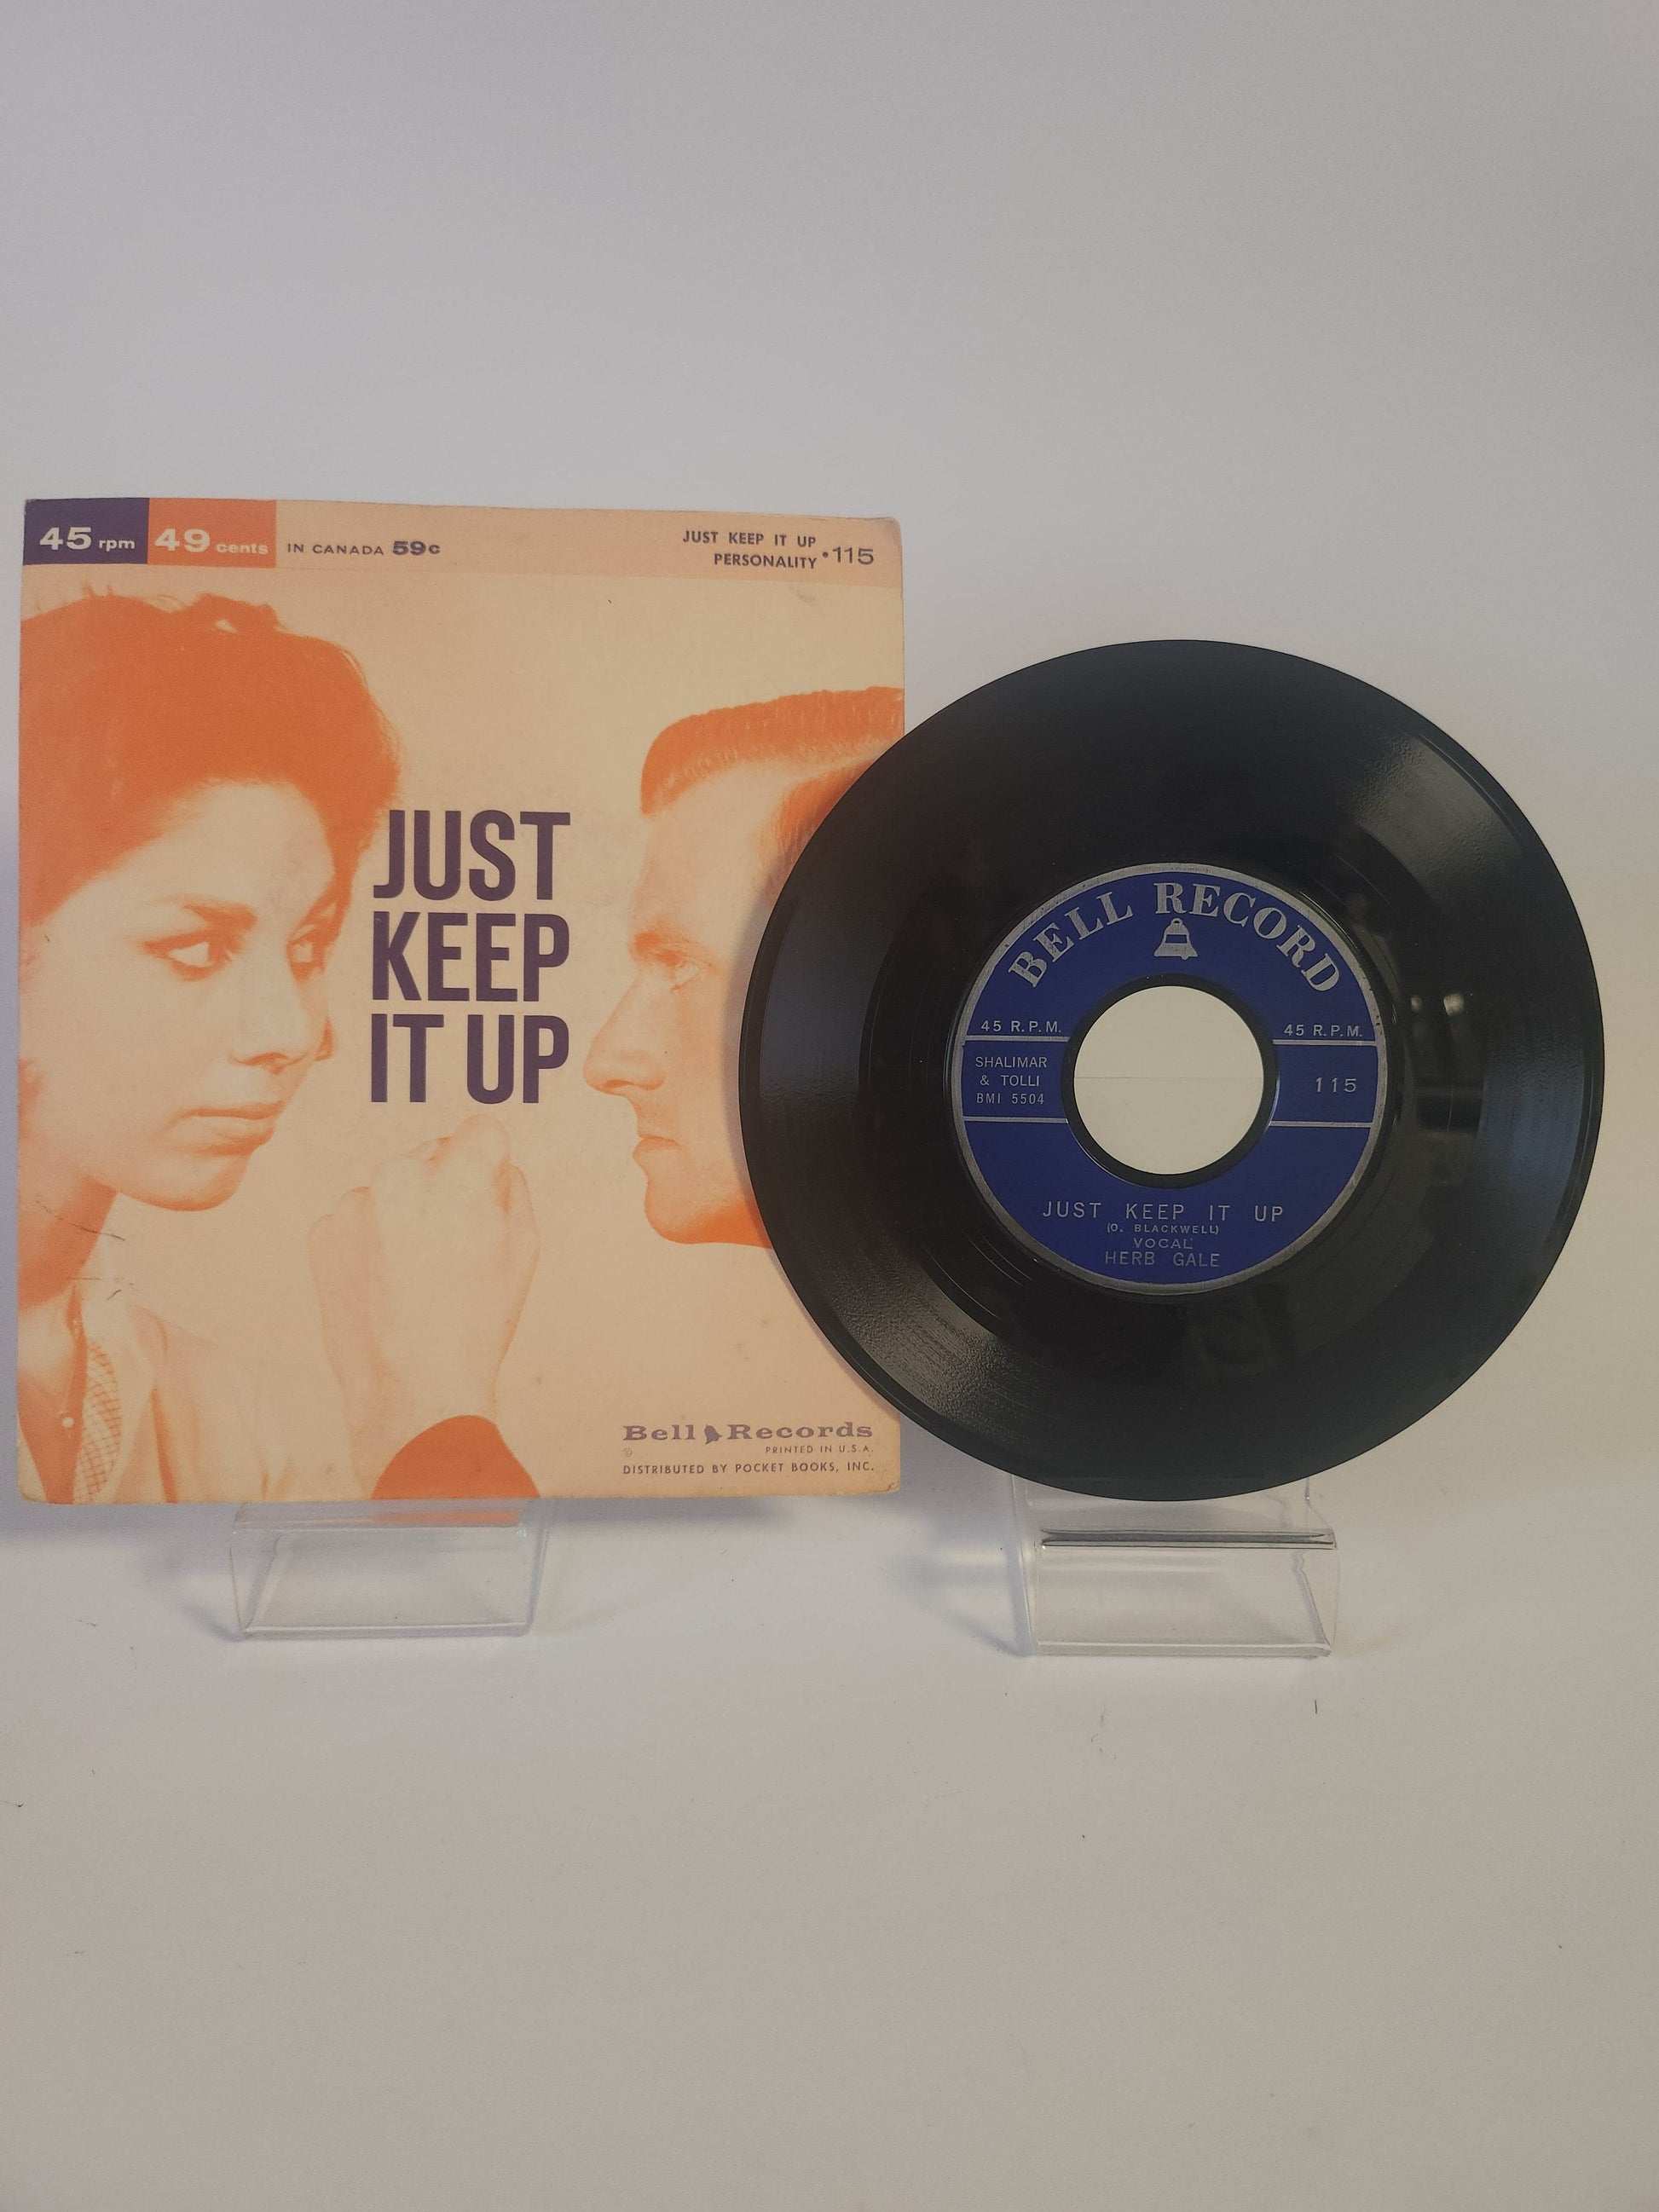 45 rpm 49 cents IN CANADA 59c
JUST KEEP IT UP
PERSONALITY • 115
JUST
KEEP
IT UP
Bell Records
©
PRINTED IN U.S.A.
DISTRIBUTED BY POCKET BOOKS, INC.
BELL RECORD
45 R.P.M. 45 R.P.M.
SHALIMAR
& TOLLI
BMI 5504
115
JUST KEEP IT UP
(O. BLACKWELL)
VOCAL
HERB GALE